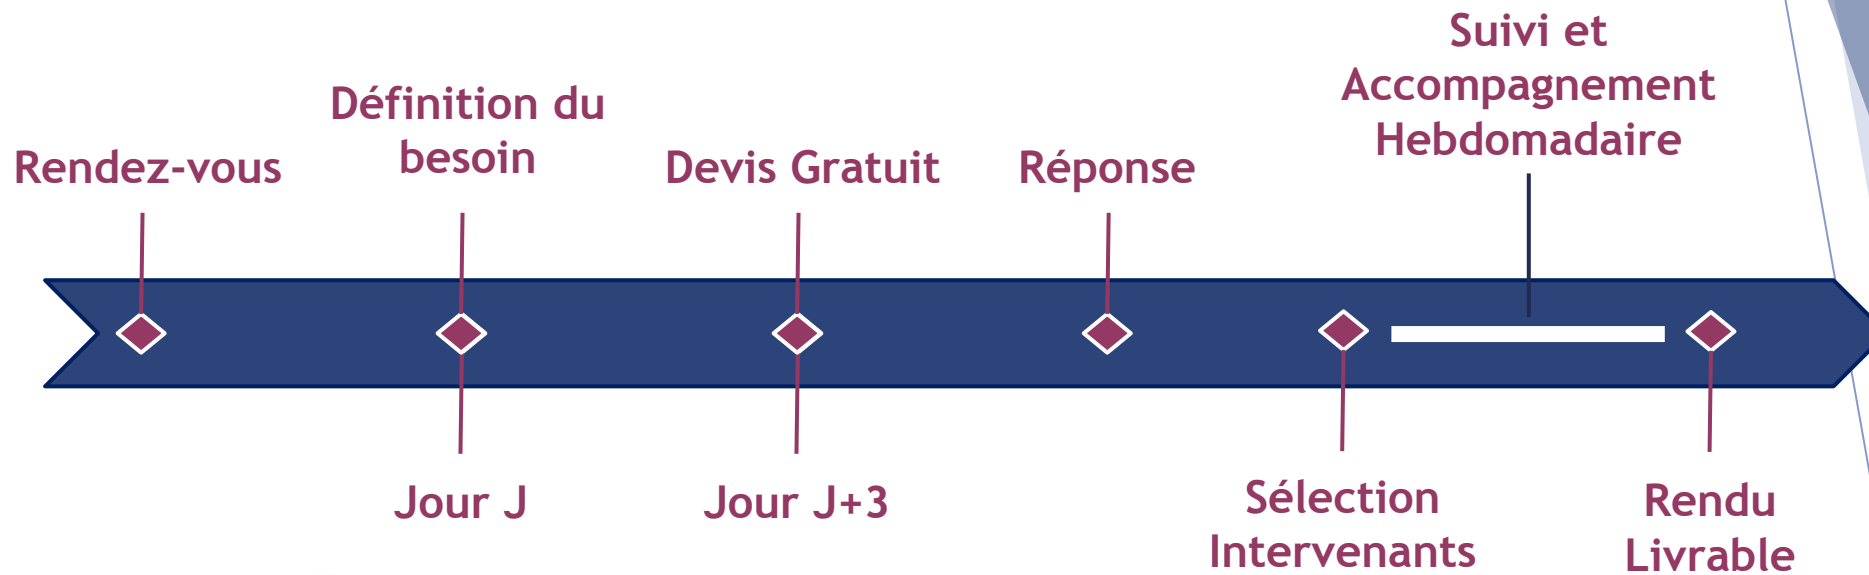 Rendez-vous
Définition du
besoin
Devis Gratuit
Réponse
Suivi et
Accompagnement
Hebdomadaire
Jour J
Jour J+3
Sélection
Intervenants
Rendu
Livrable